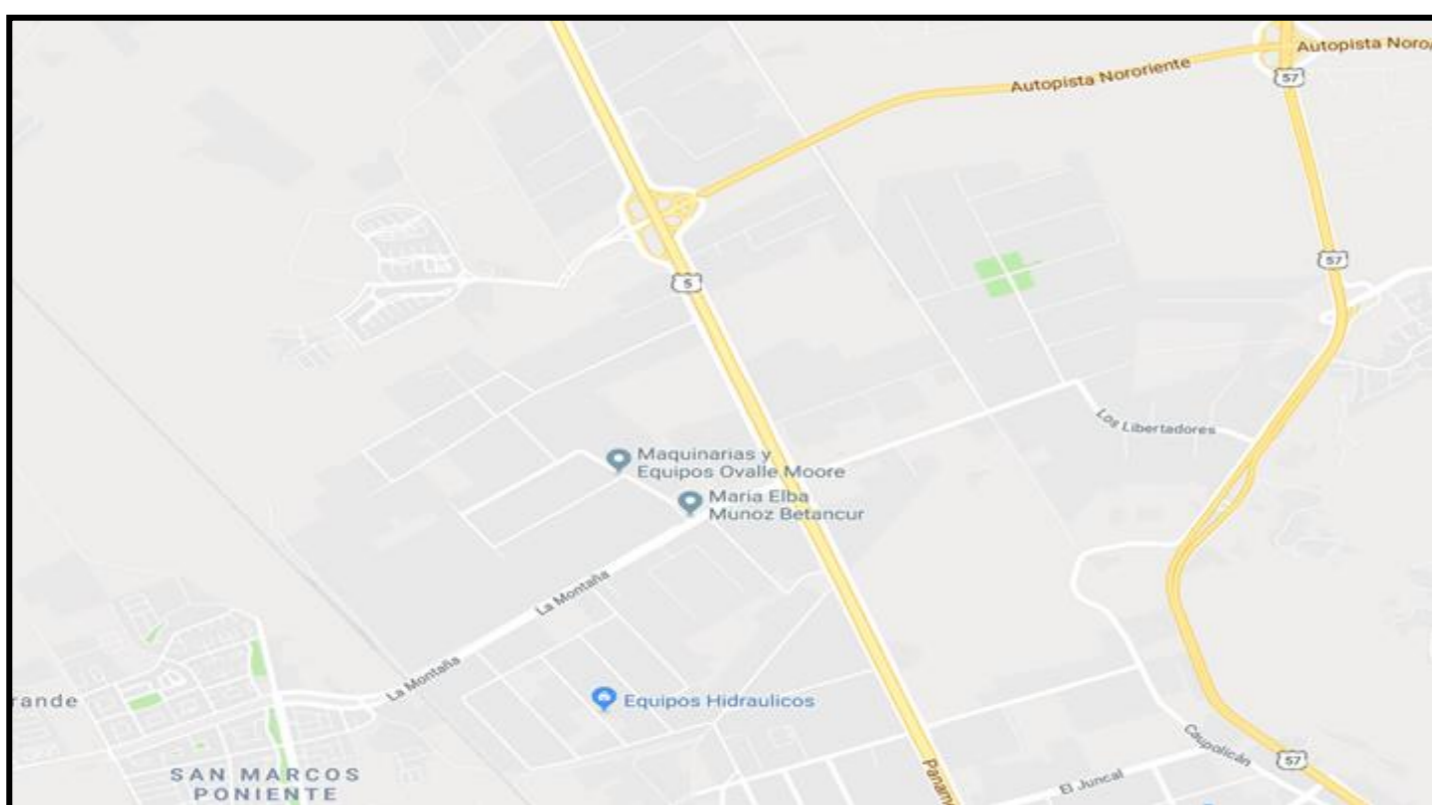 Autopista Noro
Autopista Nororiente
57
57
5
Los Libertadores
Maquinarias y
Equipos Ovalle Moore
Maria Elba
Munoz Betancur
La Montaña
La Montaña
rande
Equipos Hidraulicos
Caupolicán
57
SAN MARCOS
PONIENTE
Panam
El Juncal